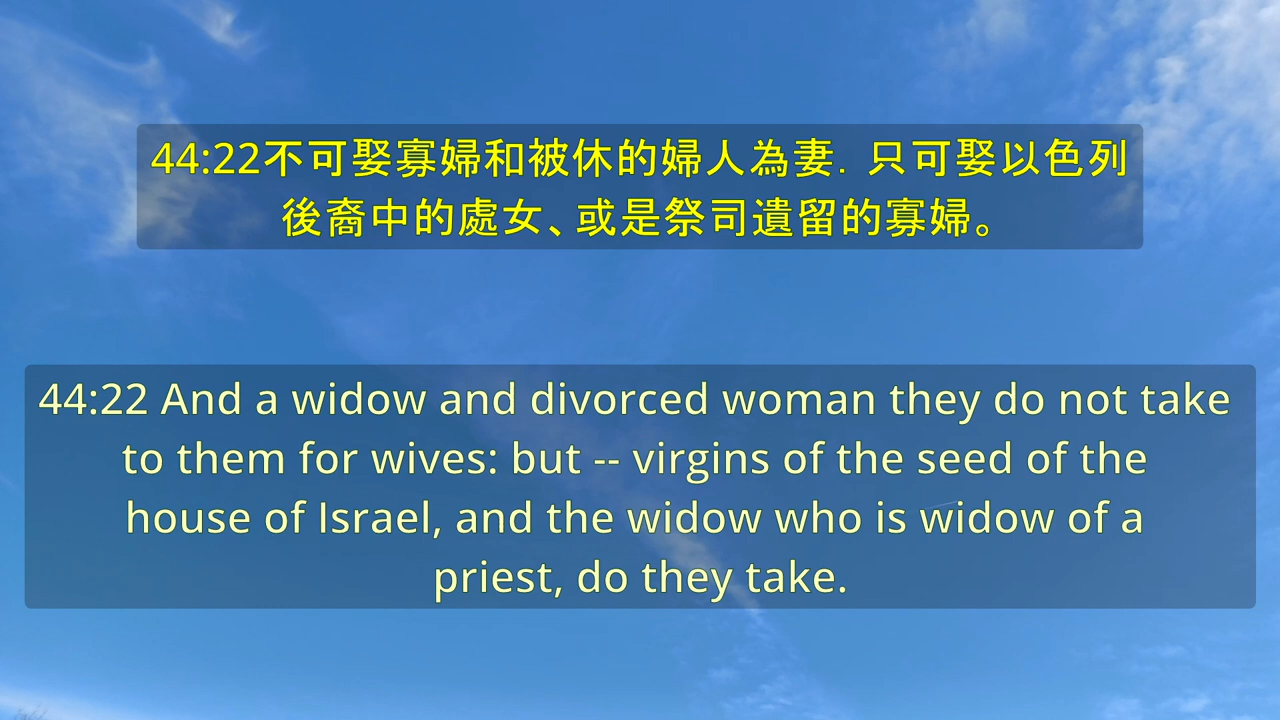 44:22不可娶寡婦和被休的婦人為妻．只可娶以色列
後裔中的處女、或是祭司遺留的寡婦。
44:22 And a widow and divorced woman they do not take
to them for wives: but -- virgins of the seed of the
house of Israel, and the widow who is widow of a
priest, do they take.